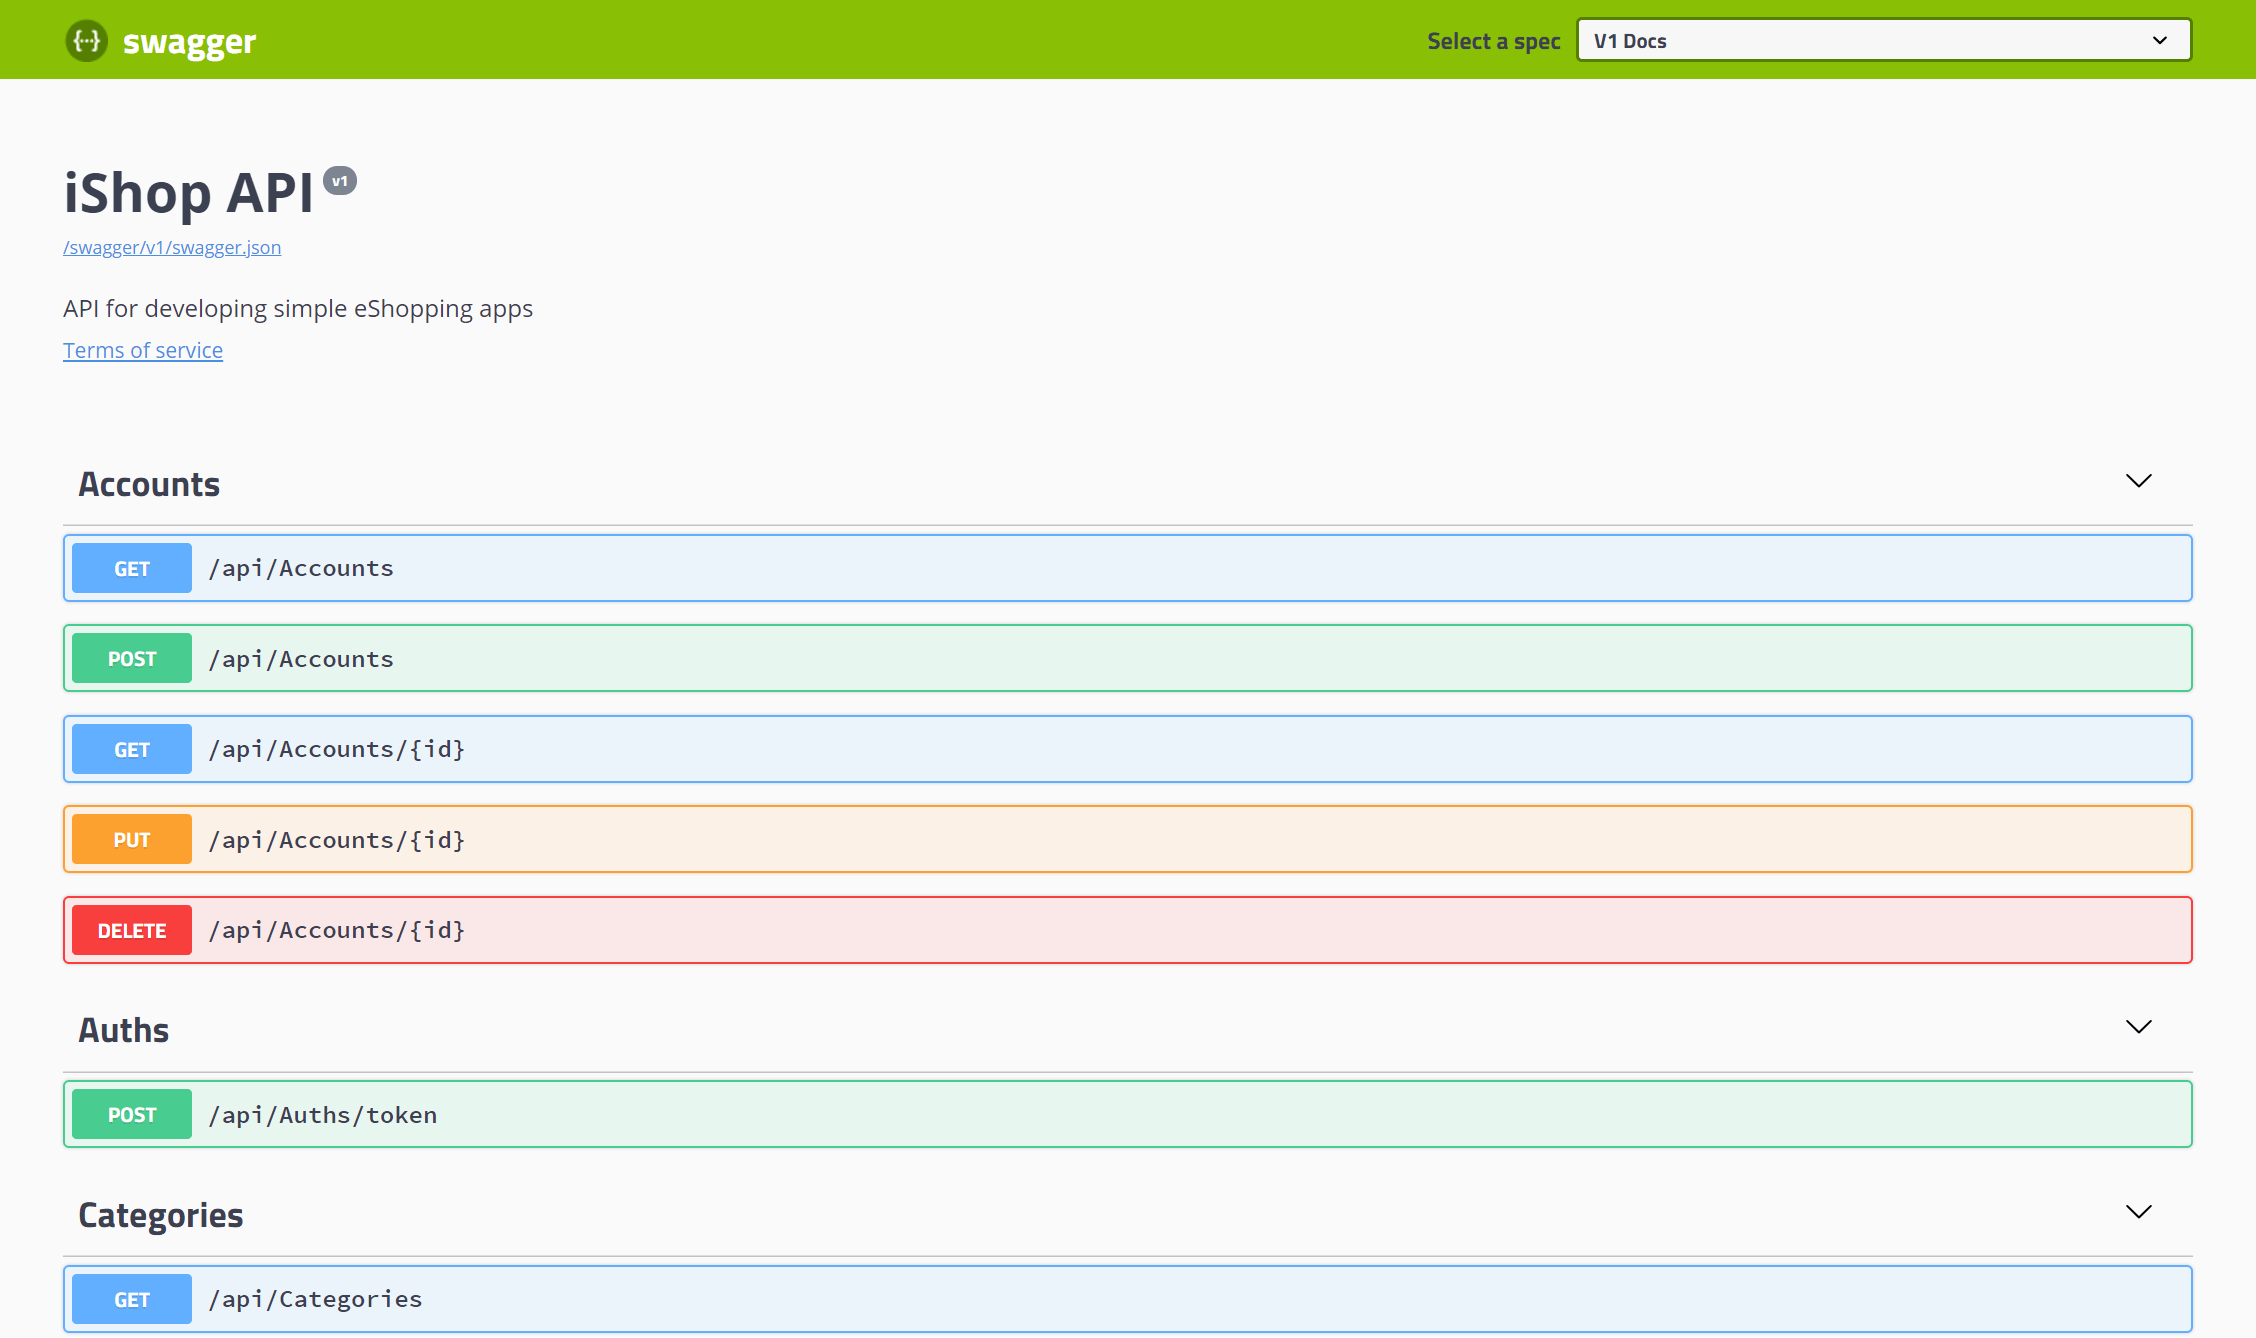 {···} swagger
Select a spec
V1 Docs
iShop API v1
/swagger/v1/swagger.json
API for developing simple eShopping apps
Terms of service
Accounts
GET /api/Accounts
POST /api/Accounts
GET /api/Accounts/{id}
PUT /api/Accounts/{id}
DELETE /api/Accounts/{id}
Auths
POST /api/Auths/token
Categories
GET /api/Categories